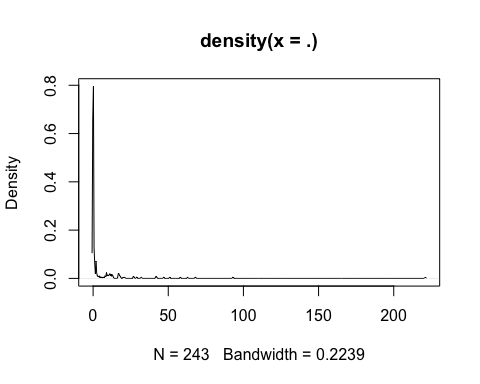 density(x = .)
Density
0.8
0.6
0.4
0.2
0.0
0 50 100 150 200
N = 243 Bandwidth = 0.2239